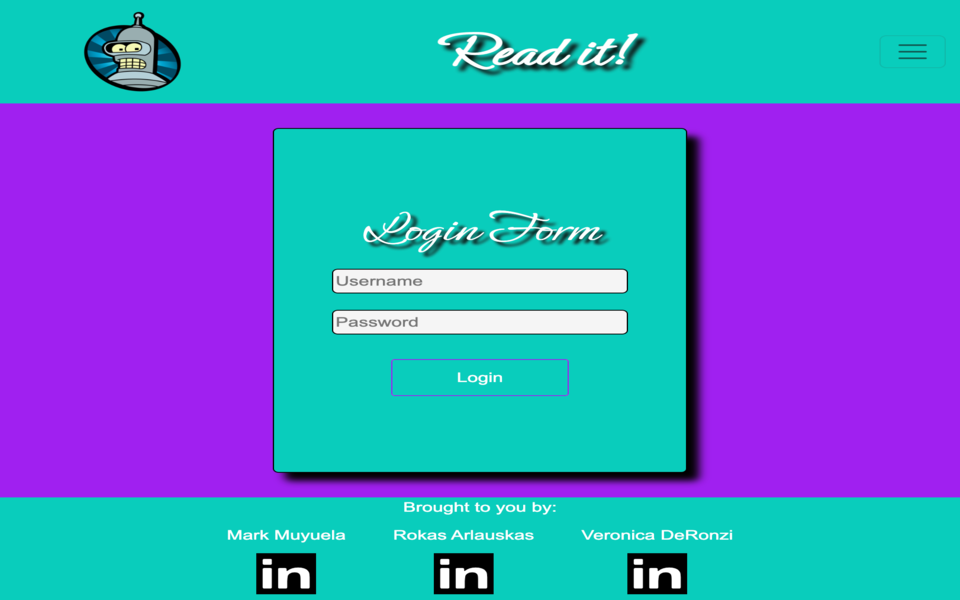 Read it!
Login Form
Username
Password
Login
Brought to you by:
Mark Muyuela Rokas Arlauskas Veronica DeRonzi
in in in